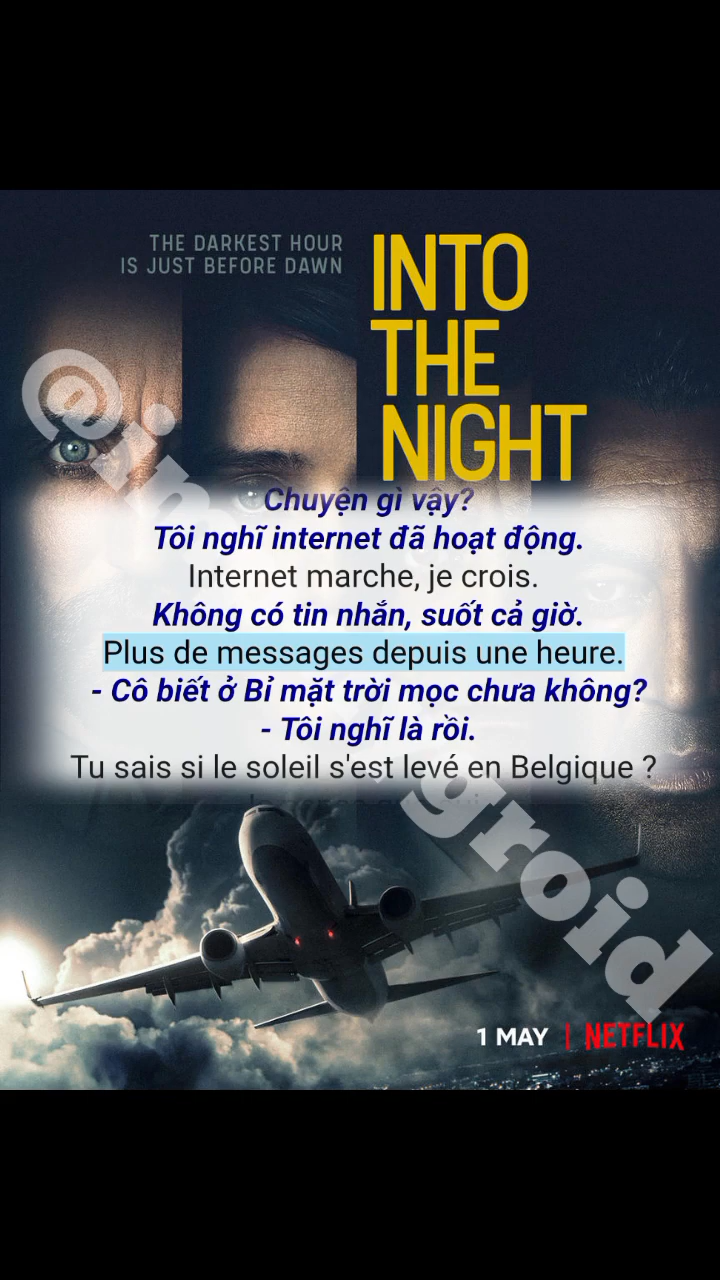 THE DARKEST HOUR
IS JUST BEFORE DAWN
INTO
THE
NIGHT
Chuyện gì vậy?
Tôi nghĩ internet đã hoạt động.
Internet marche, je crois.
Không có tin nhắn, suốt cả giờ.
Plus de messages depuis une heure.
- Cô biết ở Bỉ mặt trời mọc chưa không?
- Tôi nghĩ là rồi.
Tu sais si le soleil s'est levé en Belgique ?
1 MAY | NETFLIX